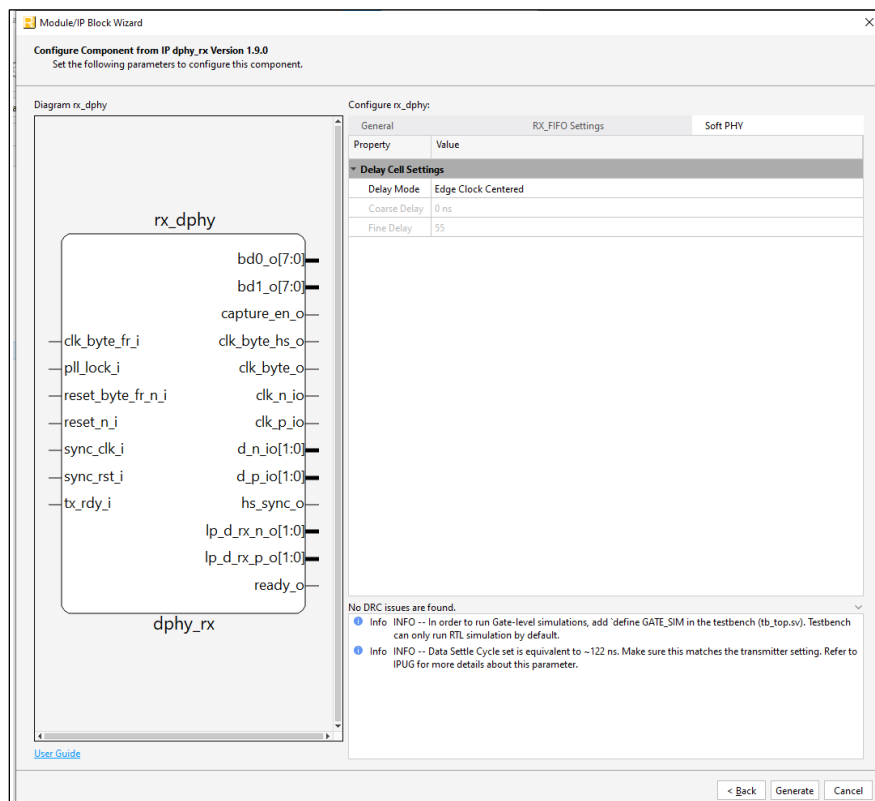 Module/IP Block Wizard
Configure Component from IP dphy_rx Version 1.9.0
Set the following parameters to configure this component.
Diagram rx_dphy
rx_dphy
clk_byte_fr_i
pll_lock_i
reset_byte_fr_n_i
reset_n_i
sync_clk_i
sync_rst_i
tx_rdy_i
bd0_o[7:0]
bd1_o[7:0]
capture_en_o
clk_byte_hs_o
clk_byte_o
clk_n_io
clk_p_io
d_n_io[1:0]
d_p_io[1:0]
hs_sync_o
lp_d_rx_n_o[1:0]
lp_d_rx_p_o[1:0]
ready_o
dphy_rx
User Guide
Configure rx_dphy:
General RX_FIFO Settings Soft PHY
Property Value
Delay Cell Settings
Delay Mode Edge Clock Centered
Coarse Delay 0 ns
Fine Delay 55
No DRC issues are found.
Info INFO -- In order to run Gate-level simulations, add `define GATE_SIM in the testbench (tb_top.sv). Testbench
can only run RTL simulation by default.
Info INFO -- Data Settle Cycle set is equivalent to ~122 ns. Make sure this matches the transmitter setting. Refer to
IPUG for more details about this parameter.
< Back Generate Cancel